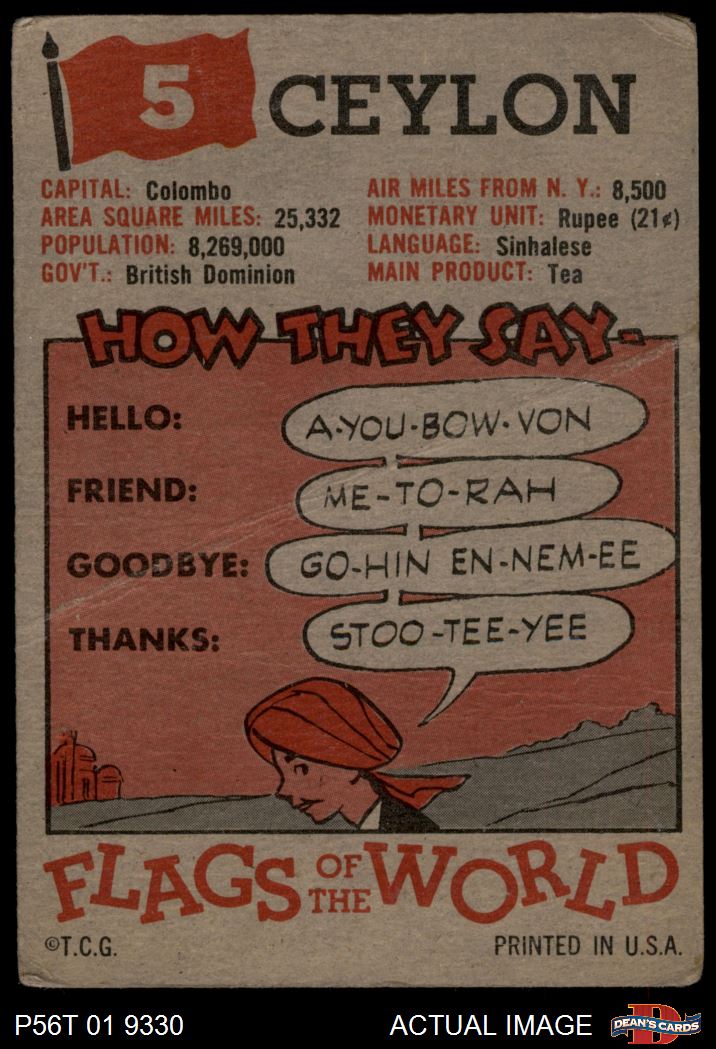 5 CEYLON
CAPITAL: Colombo
AREA SQUARE MILES: 25,332
POPULATION: 8,269,000
GOV'T.: British Dominion
AIR MILES FROM N. Y.: 8,500
MONETARY UNIT: Rupee (21¢)
LANGUAGE: Sinhalese
MAIN PRODUCT: Tea
HOW THEY SAY-
HELLO: A-YOU-BOW-VON
FRIEND: ME-TO-RAH
GOODBYE: GO-HIN EN-NEM-EE
THANKS: STOO-TEE-YEE
FLAGS OF THE WORLD
©T.C.G. PRINTED IN U.S.A.
P56T 01 9330 ACTUAL IMAGE D DEAN'S CARDS